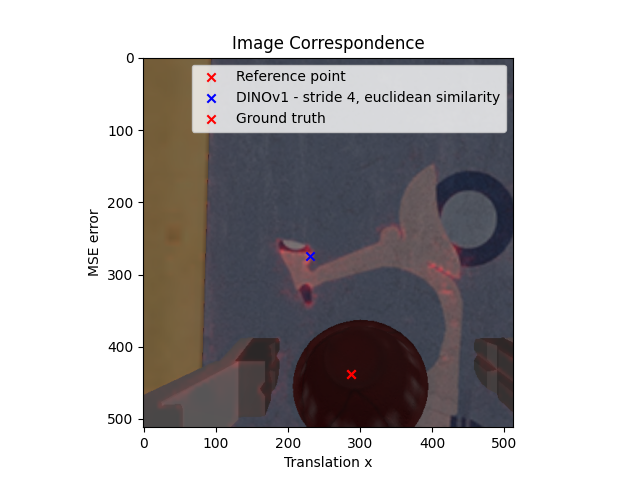 Image Correspondence
Reference point
DINOv1 - stride 4, euclidean similarity
Ground truth
0
100
200
300
400
500
MSE error
0
100
200
300
400
500
Translation x